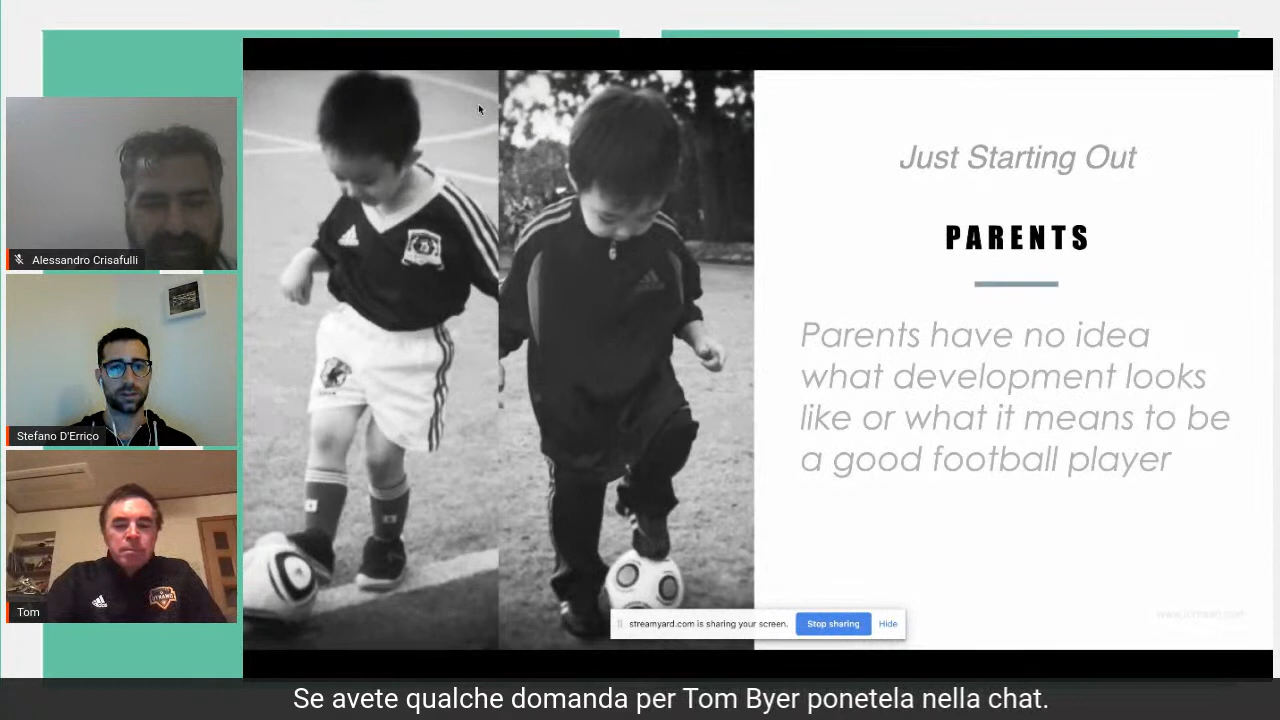 Alessandro Crisafulli
Stefano D'Errico
Tom
Just Starting Out
PARENTS
Parents have no idea
what development looks
like or what it means to be
a good football player
streamyard.com is sharing your screen.
Stop sharing
Hide
Se avete qualche domanda per Tom Byer ponetela nella chat.